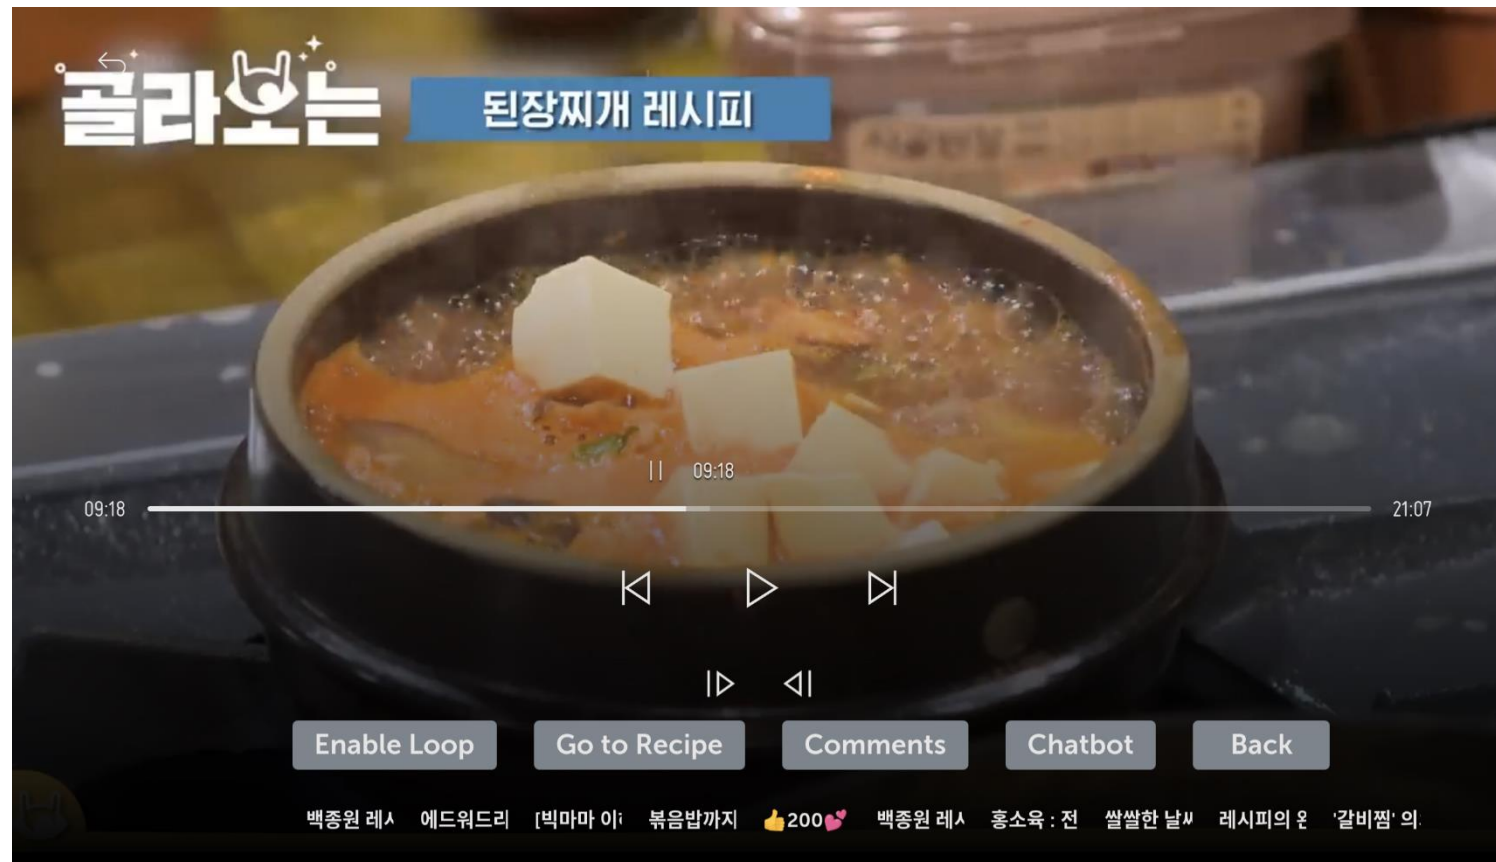 골라오는
된장찌개 레시피
09:18
09:18
21:07
Enable Loop Go to Recipe Comments Chatbot Back
백종원 레시 에드워드리 [빅마마 이하 볶음밥까지 👍200💕 백종원 레시 홍소육 : 전 쌀쌀한 날씨 레시피의 온 '갈비찜' 의